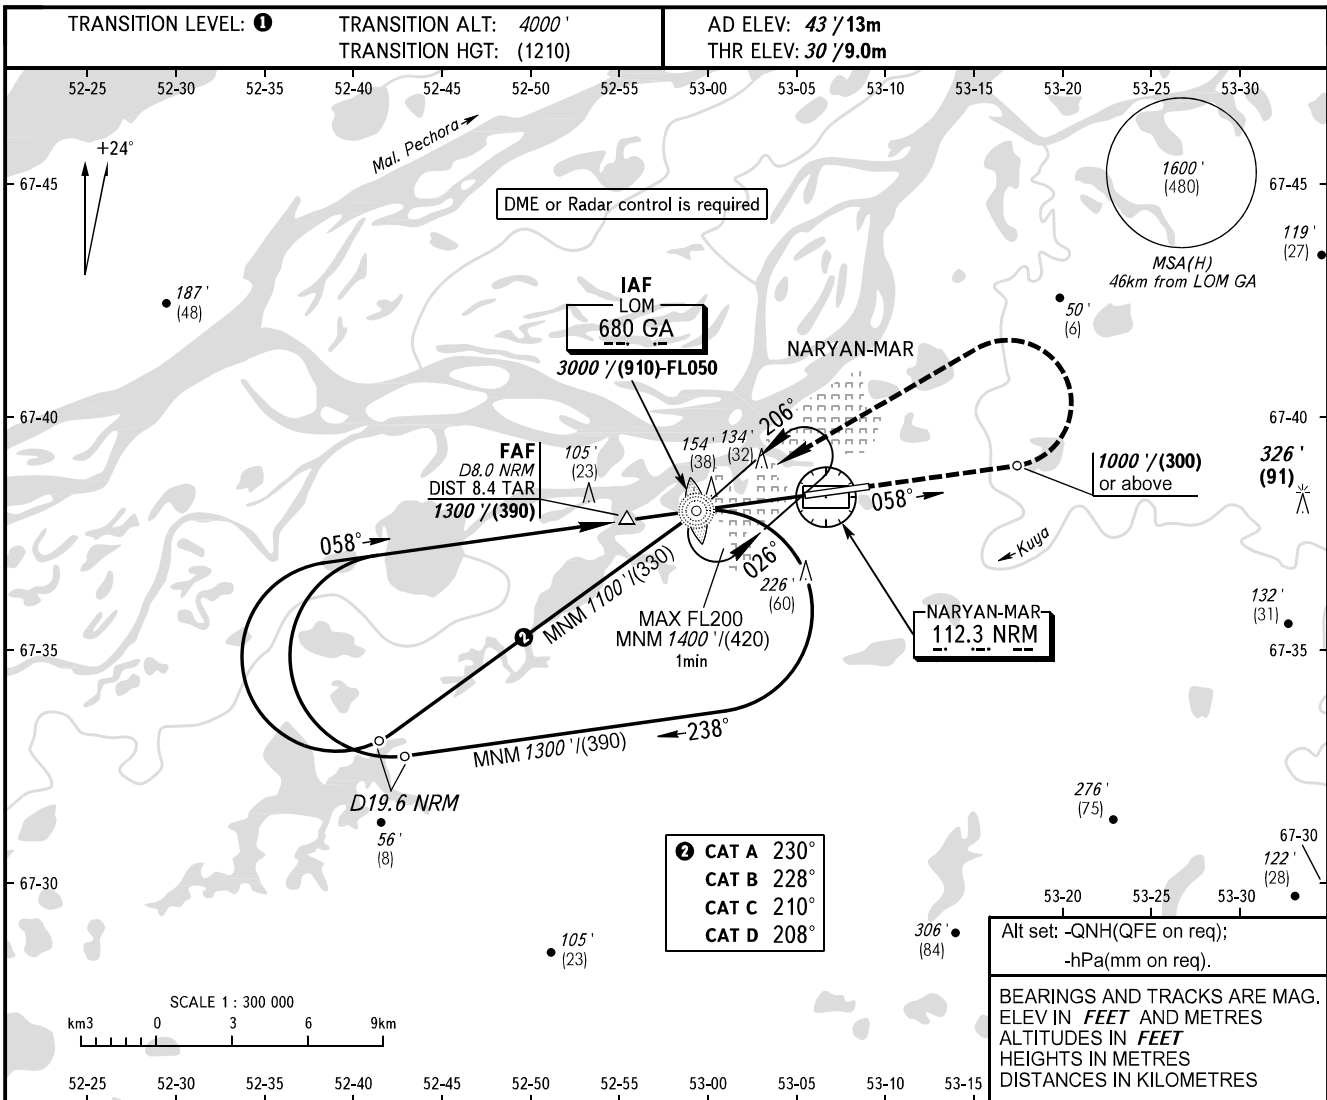 TRANSITION LEVEL: ❶
TRANSITION ALT: 4000 '
TRANSITION HGT: (1210)
AD ELEV: 43 '/13m
THR ELEV: 30 '/9.0m
52-25 52-30 52-35 52-40 52-45 52-50 52-55 53-00 53-05 53-10 53-15 53-20 53-25 53-30
+24°
Mal. Pechora
1600 '
(480)
67-45
67-45
DME or Radar control is required
119 '
(27)
MSA(H)
46km from LOM GA
187 '
(48)
IAF
LOM
680 GA
3000 '/(910)-FL050
50 '
(6)
NARYAN-MAR
67-40
67-40
206°
FAF
D8.0 NRM
DIST 8.4 TAR
1300 '/(390)
105 '
(23)
154 '
(38)
134 '
(32)
1000 '/(300)
or above
326 '
(91)
058°
058°
Kuya
026°
MNM 1100 '/(330)
226 '
(60)
MAX FL200
MNM 1400 '/(420)
1min
NARYAN-MAR
112.3 NRM
132 '
(31)
❷
67-35
67-35
238°
MNM 1300 '/(390)
D19.6 NRM
56 '
(8)
276 '
(75)
67-30
❷ CAT A 230°
CAT B 228°
CAT C 210°
CAT D 208°
122 '
(28)
67-30
53-20 53-25 53-30
105 '
(23)
306 '
(84)
Alt set: -QNH(QFE on req);
-hPa(mm on req).
SCALE 1 : 300 000
km3 0 3 6 9km
BEARINGS AND TRACKS ARE MAG.
ELEV IN FEET AND METRES
ALTITUDES IN FEET
HEIGHTS IN METRES
DISTANCES IN KILOMETRES
52-25 52-30 52-35 52-40 52-45 52-50 52-55 53-00 53-05 53-10 53-15